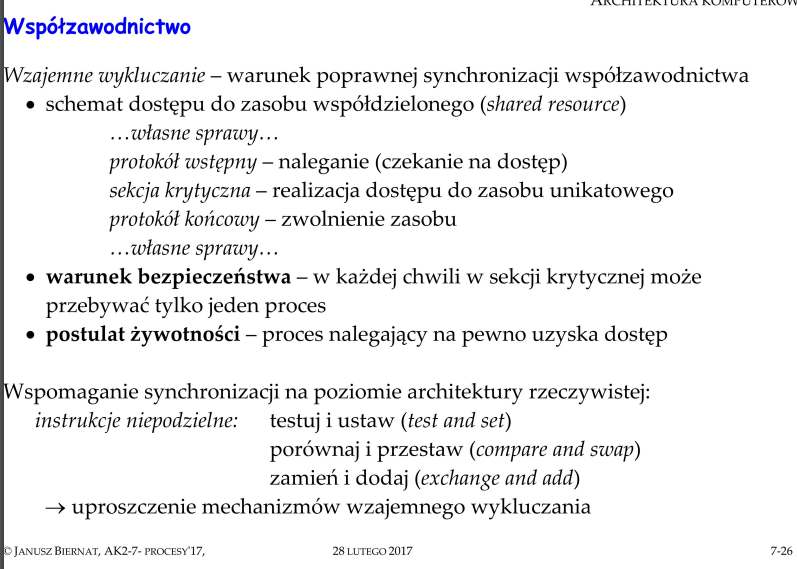 ARCHITEKTURA KOMPUTERÓW
Współzawodnictwo
Wzajemne wykluczanie – warunek poprawnej synchronizacji współzawodnictwa
• schemat dostępu do zasobu współdzielonego (shared resource)
…własne sprawy…
protokół wstępny – naleganie (czekanie na dostęp)
sekcja krytyczna – realizacja dostępu do zasobu unikatowego
protokół końcowy – zwolnienie zasobu
…własne sprawy…
• warunek bezpieczeństwa – w każdej chwili w sekcji krytycznej może
przebywać tylko jeden proces
• postulat żywotności – proces nalegający na pewno uzyska dostęp
Wspomaganie synchronizacji na poziomie architektury rzeczywistej:
instrukcje niepodzielne: testuj i ustaw (test and set)
porównaj i przestaw (compare and swap)
zamień i dodaj (exchange and add)
→ uproszczenie mechanizmów wzajemnego wykluczania
© JANUSZ BIERNAT, AK2-7- PROCESY'17, 28 LUTEGO 2017 7-26